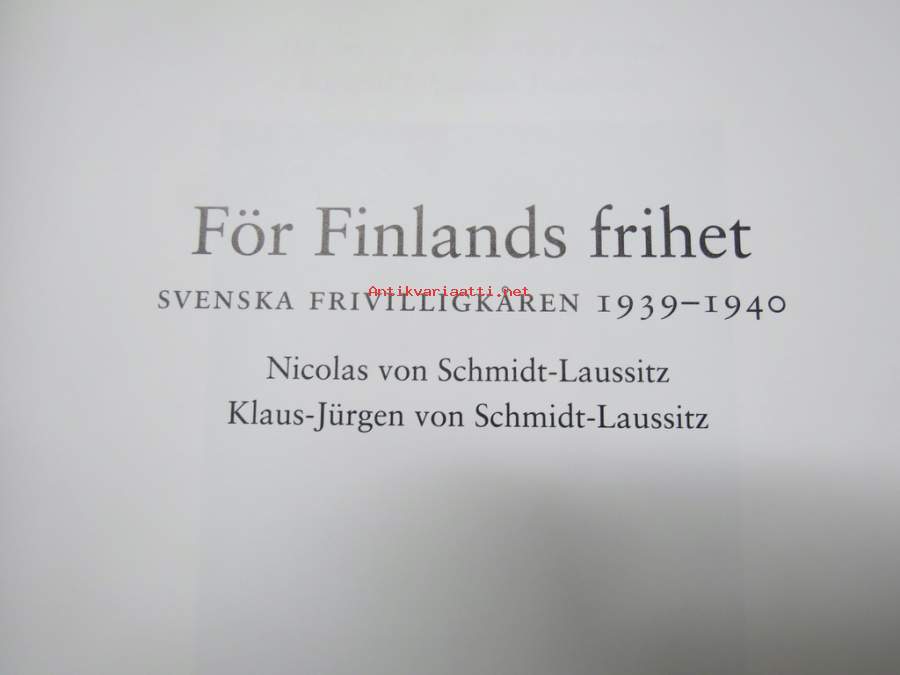 För Finlands frihet
Antikvariaatti.net
SVENSKA FRIVILLIGKÅREN 1939–1940
Nicolas von Schmidt-Laussitz
Klaus-Jürgen von Schmidt-Laussitz